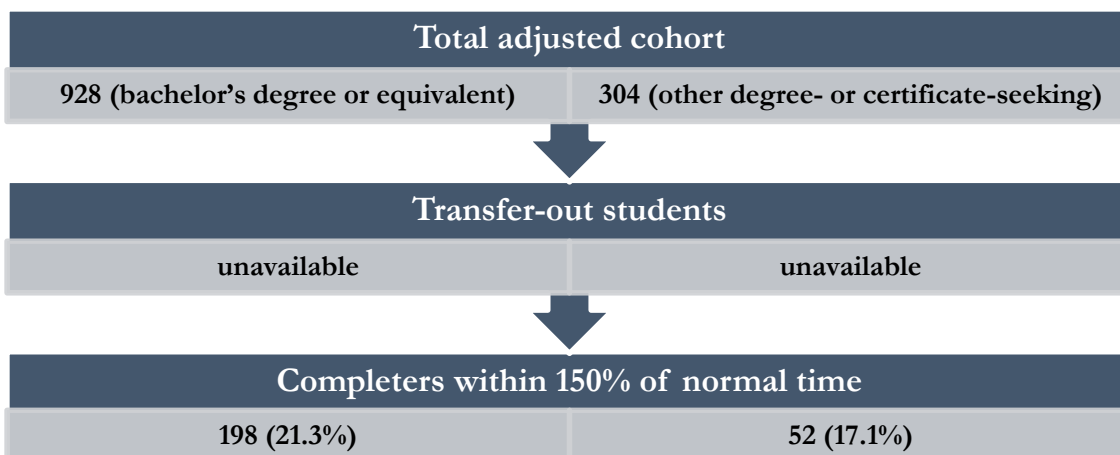 Total adjusted cohort
928 (bachelor’s degree or equivalent) 304 (other degree- or certificate-seeking)
Transfer-out students
unavailable unavailable
Completers within 150% of normal time
198 (21.3%) 52 (17.1%)